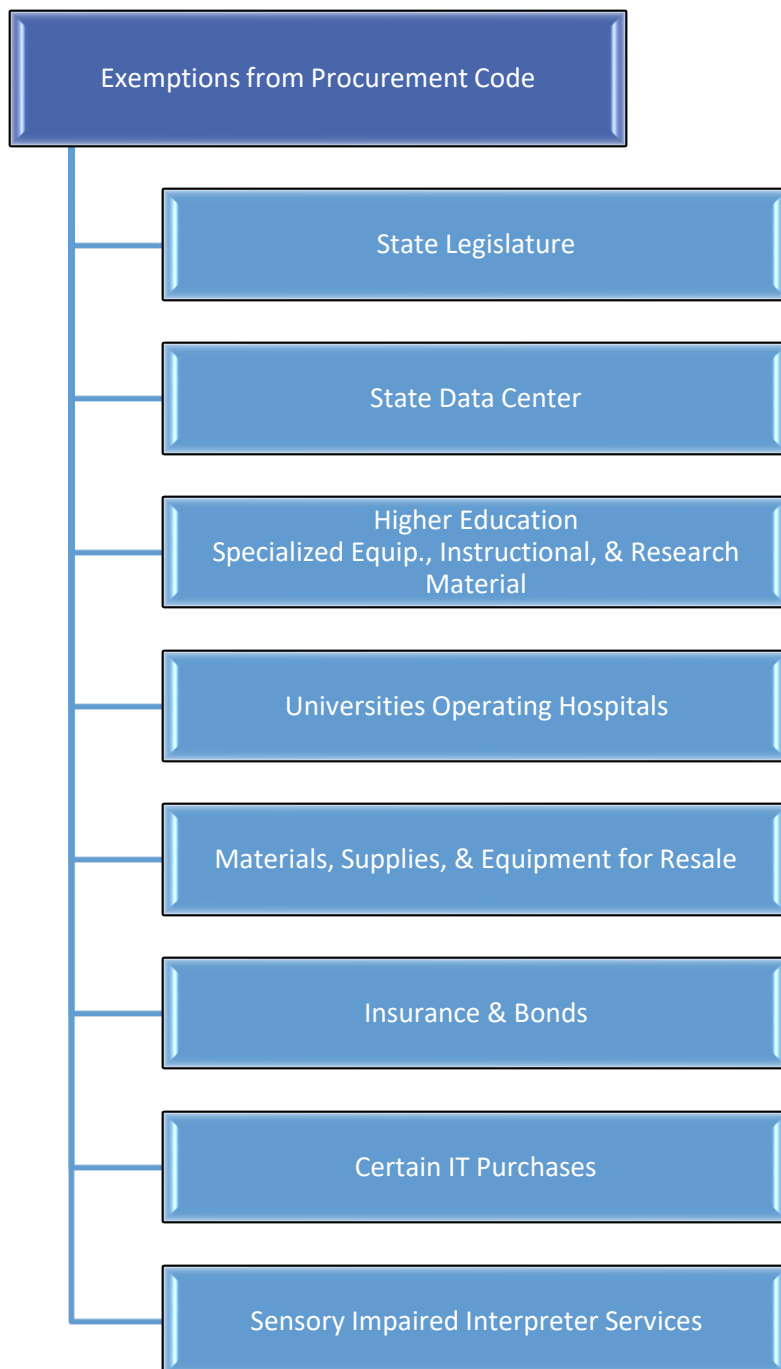 Exemptions from Procurement Code
State Legislature
State Data Center
Higher Education
Specialized Equip., Instructional, & Research
Material
Universities Operating Hospitals
Materials, Supplies, & Equipment for Resale
Insurance & Bonds
Certain IT Purchases
Sensory Impaired Interpreter Services